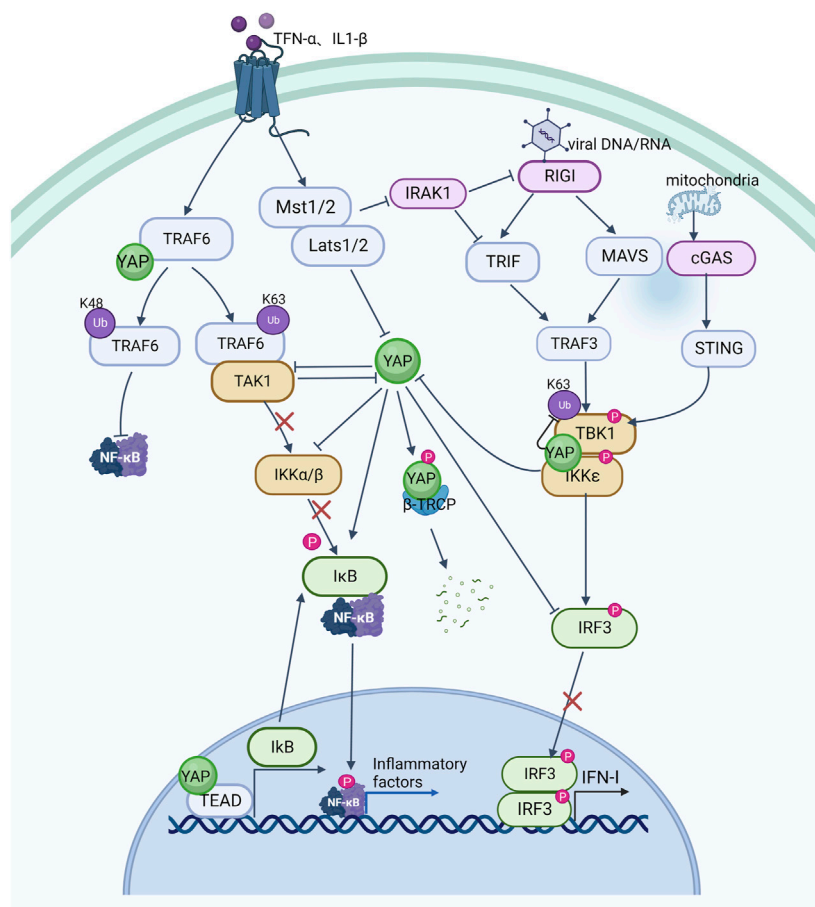 TFN-α、IL1-β
viral DNA/RNA
RIGI
IRAK1
mitochondria
Mst1/2
Lats1/2
TRAF6
YAP
TRIF
MAVS
cGAS
K48
Ub
TRAF6
K63
Ub
TRAF6
TAK1
YAP
TRAF3
STING
K63
Ub
P
TBK1
YAP
P
IKKε
NF-κB
IKKα/β
P
YAP
β-TRCP
P
IκB
NF-κB
P
IRF3
IkB
YAP
TEAD
P
NF-κB
Inflammatory
factors
P
IRF3
P
IRF3
IFN-I